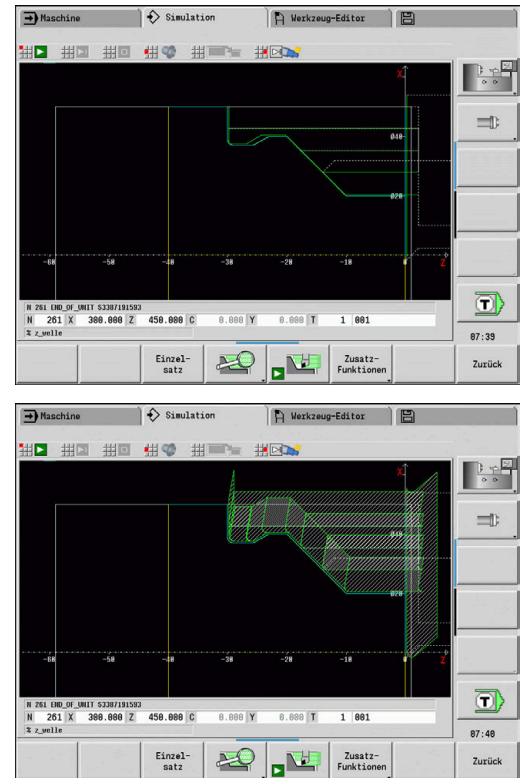 Maschine Simulation Werkzeug-Editor
X
Ø40
Ø20
-60 -50 -40 -30 -20 -10 0 Z
N 261 END_OF_UNIT S3387191593
N 261 X 300.000 Z 450.000 C 0.000 Y 0.000 T 1 001
% z_welle
T
07:39
Einzel-
satz
Zusatz-
Funktionen
Zurück
Maschine Simulation Werkzeug-Editor
X
Ø40
Ø20
-60 -50 -40 -30 -20 -10 0 Z
N 261 END_OF_UNIT S3387191593
N 261 X 300.000 Z 450.000 C 0.000 Y 0.000 T 1 001
% z_welle
T
07:40
Einzel-
satz
Zusatz-
Funktionen
Zurück